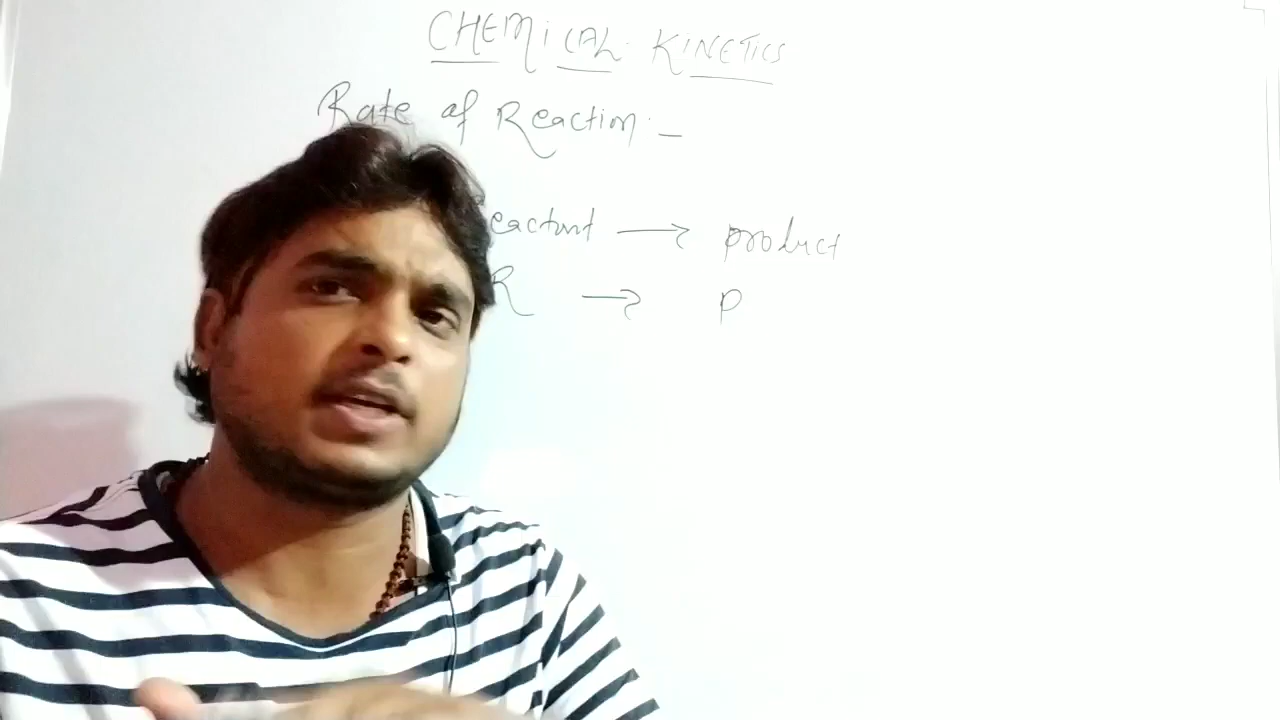 CHEMICAL KINETICS
Rate of Reaction :-
eactant → product
R → P